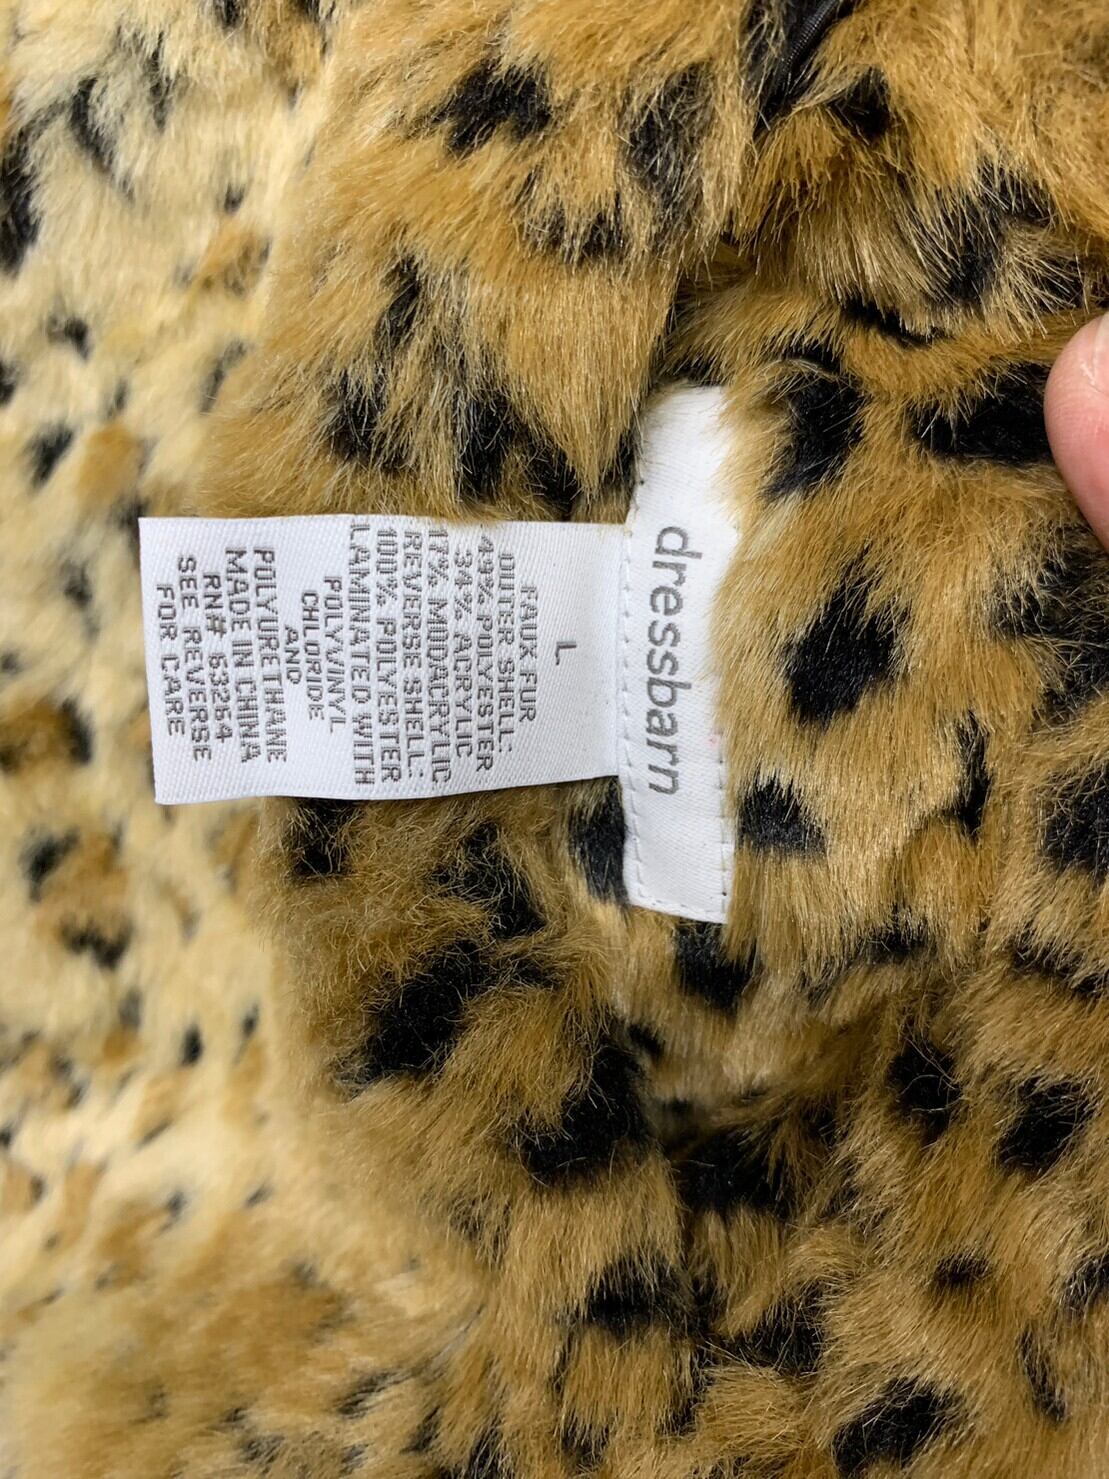 dressbarn
L
FAUX FUR
OUTER SHELL:
49% POLYESTER
34% ACRYLIC
17% MODACRYLIC
REVERSE SHELL:
100% POLYESTER
LAMINATED WITH
POLYVINYL
CHLORIDE
AND
POLYURETHANE
MADE IN CHINA
RN# 53264
SEE REVERSE
FOR CARE